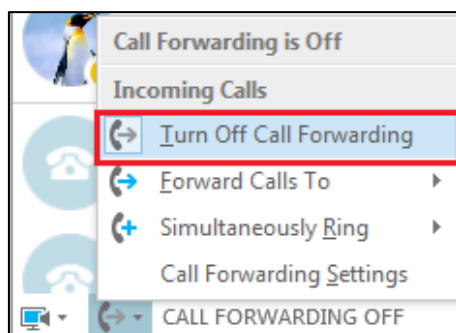 Call Forwarding is Off
Incoming Calls
Turn Off Call Forwarding
Forward Calls To
Simultaneously Ring
Call Forwarding Settings
CALL FORWARDING OFF